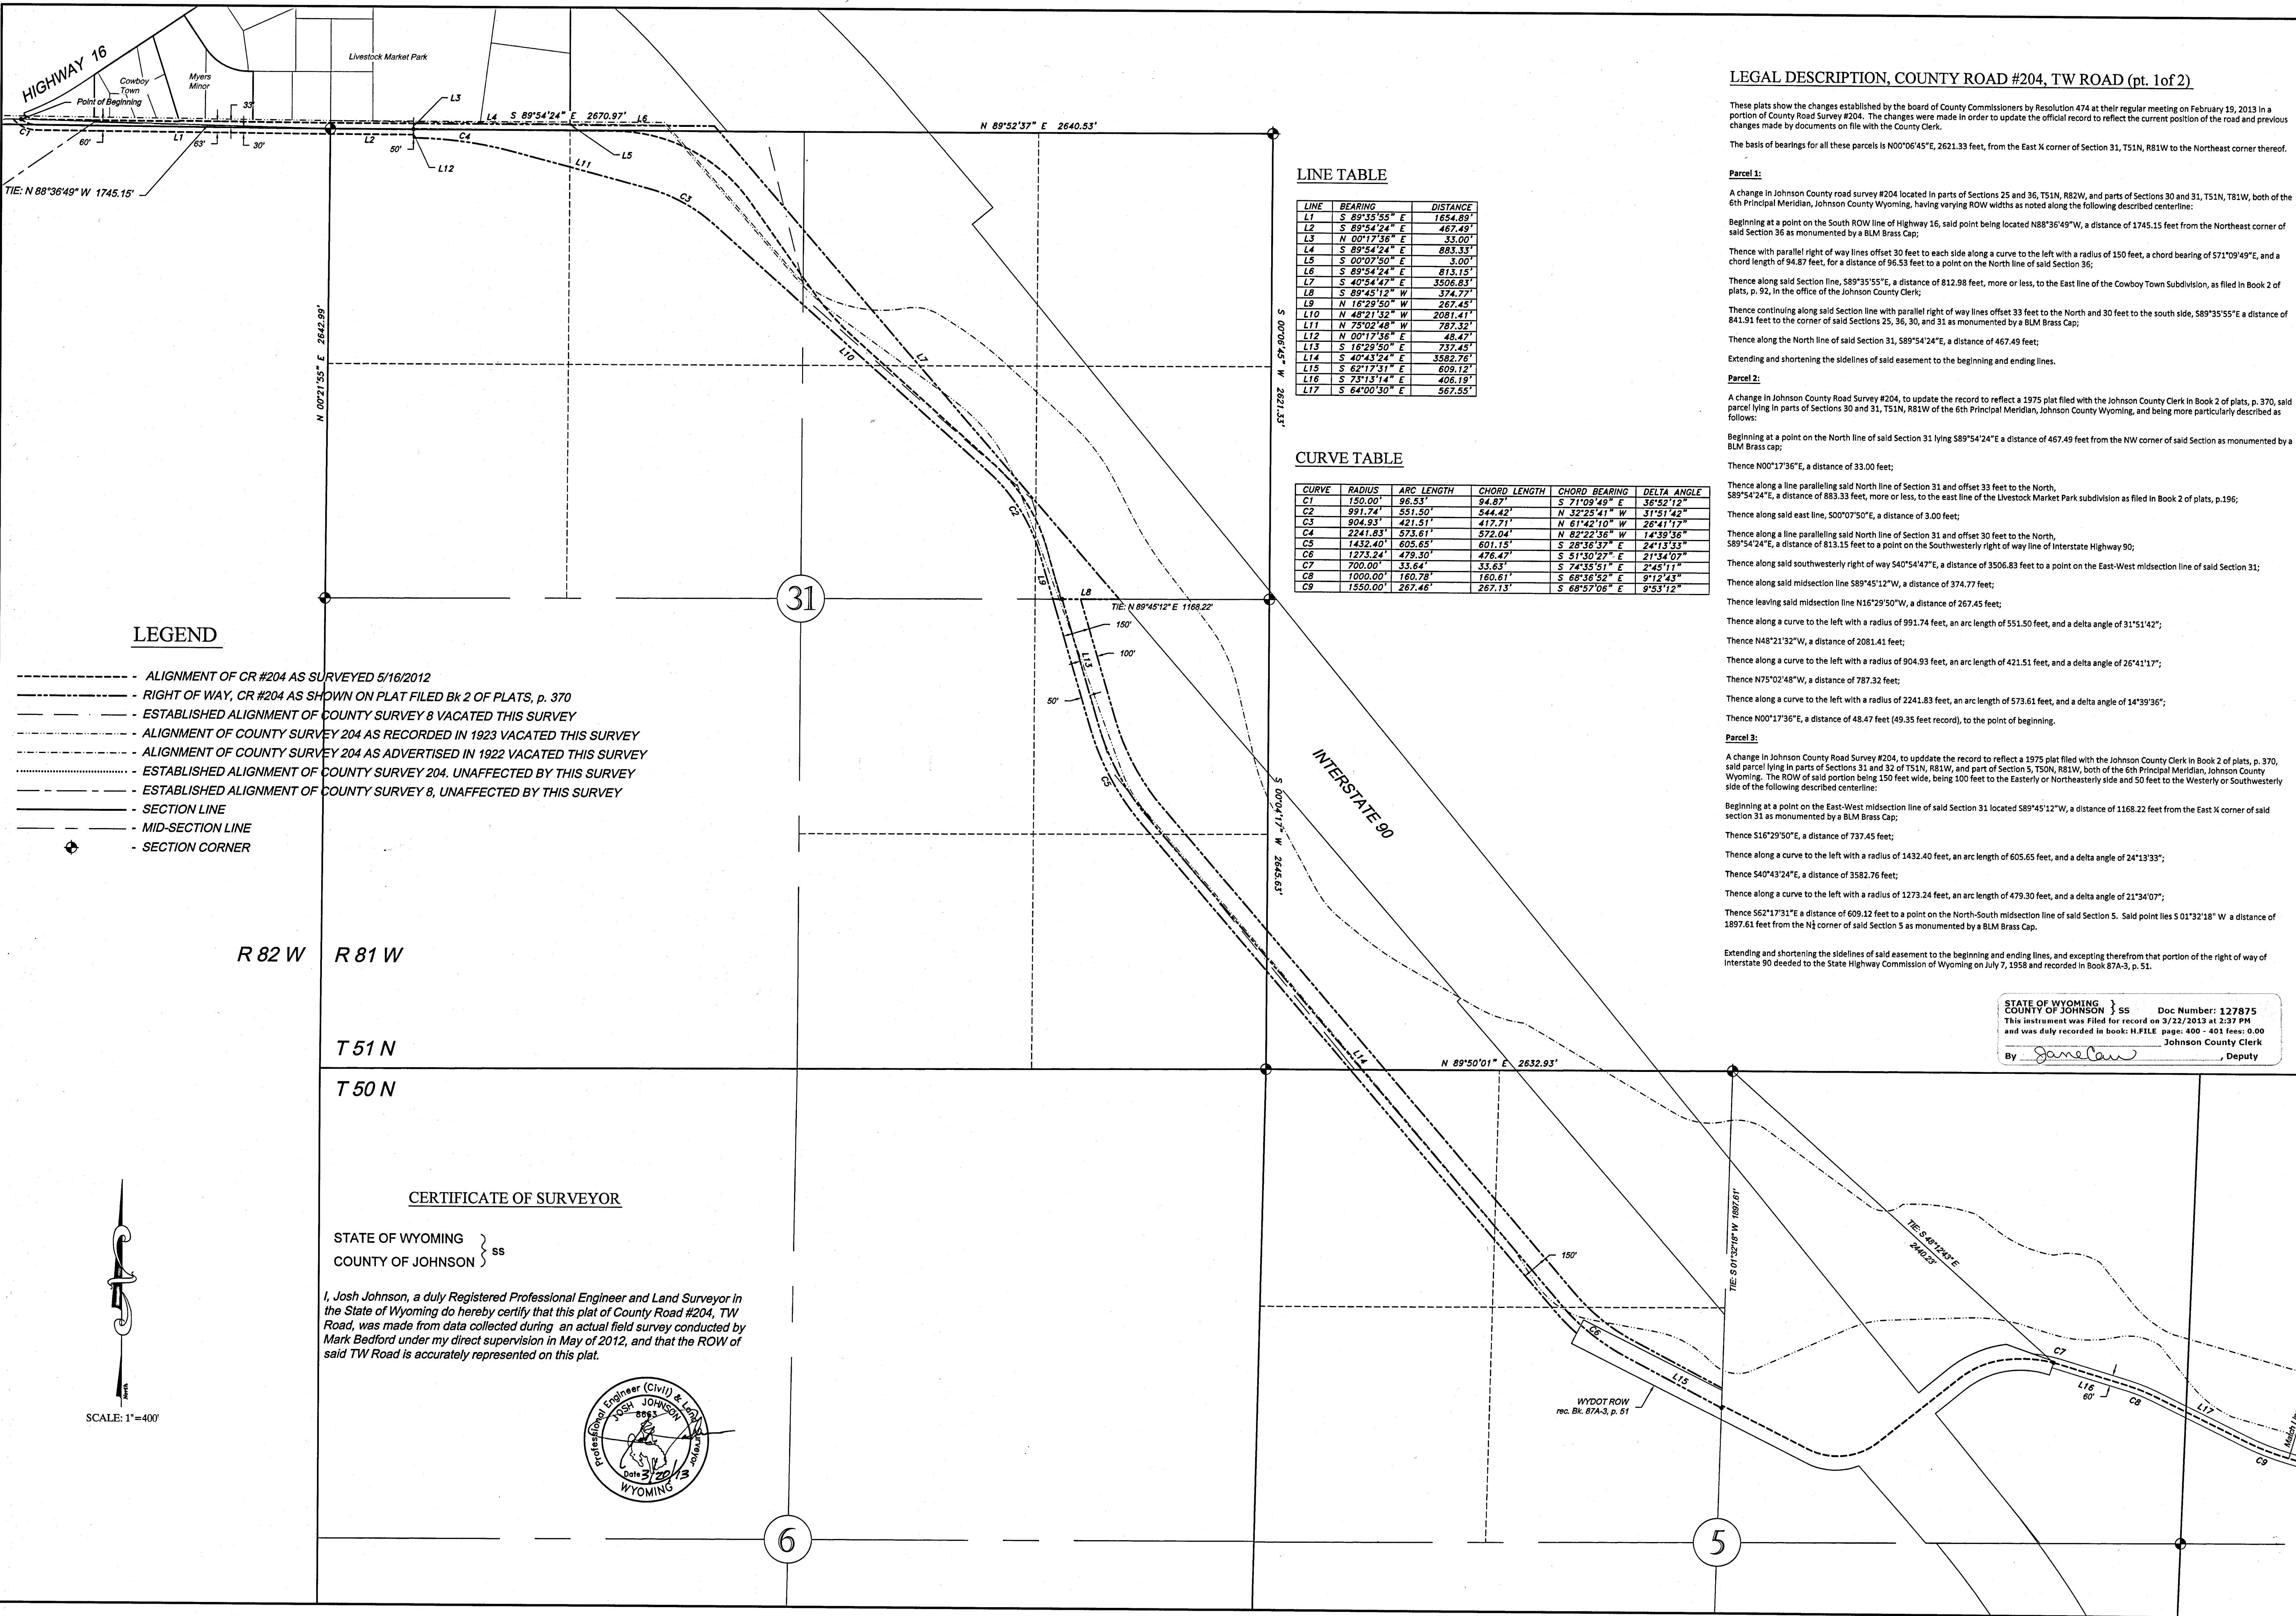 HIGHWAY 16
Livestock Market Park
Cowboy
Town
Myers
Minor
Point of Beginning
33'
L3
C1
60'
L1
63'
30'
L2
50'
C4
L4
S 89°54'24" E 2670.97'
L6
L5
L12
L11
C3
N 89°52'37" E 2640.53'
TIE: N 88°36'49" W 1745.15'
N 00°21'55" E 2642.99'
L10
L7
S 00°06'45" W 2621.33'
C2
L9
31
L8
TIE: N 89°45'12" E 1168.22'
150'
100'
L13
50'
C5
INTERSTATE 90
S 00°04'17" W 2645.63'
LEGEND
- ALIGNMENT OF CR #204 AS SURVEYED 5/16/2012
- RIGHT OF WAY, CR #204 AS SHOWN ON PLAT FILED Bk 2 OF PLATS, p. 370
- ESTABLISHED ALIGNMENT OF COUNTY SURVEY 8 VACATED THIS SURVEY
- ALIGNMENT OF COUNTY SURVEY 204 AS RECORDED IN 1923 VACATED THIS SURVEY
- ALIGNMENT OF COUNTY SURVEY 204 AS ADVERTISED IN 1922 VACATED THIS SURVEY
- ESTABLISHED ALIGNMENT OF COUNTY SURVEY 204. UNAFFECTED BY THIS SURVEY
- ESTABLISHED ALIGNMENT OF COUNTY SURVEY 8, UNAFFECTED BY THIS SURVEY
- SECTION LINE
- MID-SECTION LINE
- SECTION CORNER
R 82 W R 81 W
T 51 N
T 50 N
L14
N 89°50'01" E 2632.93'
CERTIFICATE OF SURVEYOR
STATE OF WYOMING
COUNTY OF JOHNSON } SS
I, Josh Johnson, a duly Registered Professional Engineer and Land Surveyor in
the State of Wyoming do hereby certify that this plat of County Road #204, TW
Road, was made from data collected during an actual field survey conducted by
Mark Bedford under my direct supervision in May of 2012, and that the ROW of
said TW Road is accurately represented on this plat.
Professional Engineer (Civil) & Land Surveyor
JOSH JOHNSON
8663
Date 3/20/13
WYOMING
North
SCALE: 1"=400'
6
5
150'
C6
L15
WYDOT ROW
rec. Bk. 87A-3, p. 51
TIE: S 01°32'18" W 1897.61'
TIE: S 48°12'43" E
2440.23'
C7
L16
60'
C8
L17
C9
LINE TABLE
LINE BEARING DISTANCE
L1 S 89°35'55" E 1654.89'
L2 S 89°54'24" E 467.49'
L3 N 00°17'36" E 33.00'
L4 S 89°54'24" E 883.33'
L5 S 00°07'50" E 3.00'
L6 S 89°54'24" E 813.15'
L7 S 40°54'47" E 3506.83'
L8 S 89°45'12" W 374.77'
L9 N 16°29'50" W 267.45'
L10 N 48°21'32" W 2081.41'
L11 N 75°02'48" W 787.32'
L12 N 00°17'36" E 48.47'
L13 S 16°29'50" E 737.45'
L14 S 40°43'24" E 3582.76'
L15 S 62°17'31" E 609.12'
L16 S 73°13'14" E 406.19'
L17 S 64°00'30" E 567.55'
CURVE TABLE
CURVE RADIUS ARC LENGTH CHORD LENGTH CHORD BEARING DELTA ANGLE
C1 150.00' 96.53' 94.87' S 71°09'49" E 36°52'12"
C2 991.74' 551.50' 544.42' N 32°25'41" W 31°51'42"
C3 904.93' 421.51' 417.71' N 61°42'10" W 26°41'17"
C4 2241.83' 573.61' 572.04' N 82°22'36" W 14°39'36"
C5 1432.40' 605.65' 601.15' S 28°36'37" E 24°13'33"
C6 1273.24' 479.30' 476.47' S 51°30'27" E 21°34'07"
C7 700.00' 33.64' 33.63' S 74°35'51" E 2°45'11"
C8 1000.00' 160.78' 160.61' S 68°36'52" E 9°12'43"
C9 1550.00' 267.46' 267.13' S 68°57'06" E 9°53'12"
LEGAL DESCRIPTION, COUNTY ROAD #204, TW ROAD (pt. 1of 2)
These plats show the changes established by the board of County Commissioners by Resolution 474 at their regular meeting on February 19, 2013 in a
portion of County Road Survey #204. The changes were made in order to update the official record to reflect the current position of the road and previous
changes made by documents on file with the County Clerk.
The basis of bearings for all these parcels is N00°06'45"E, 2621.33 feet, from the East ¼ corner of Section 31, T51N, R81W to the Northeast corner thereof.
Parcel 1:
A change in Johnson County road survey #204 located in parts of Sections 25 and 36, T51N, R82W, and parts of Sections 30 and 31, T51N, T81W, both of the
6th Principal Meridian, Johnson County Wyoming, having varying ROW widths as noted along the following described centerline:
Beginning at a point on the South ROW line of Highway 16, said point being located N88°36'49"W, a distance of 1745.15 feet from the Northeast corner of
said Section 36 as monumented by a BLM Brass Cap;
Thence with parallel right of way lines offset 30 feet to each side along a curve to the left with a radius of 150 feet, a chord bearing of S71°09'49"E, and a
chord length of 94.87 feet, for a distance of 96.53 feet to a point on the North line of said Section 36;
Thence along said Section line, S89°35'55"E, a distance of 812.98 feet, more or less, to the East line of the Cowboy Town Subdivision, as filed in Book 2 of
plats, p. 92, in the office of the Johnson County Clerk;
Thence continuing along said Section line with parallel right of way lines offset 33 feet to the North and 30 feet to the south side, S89°35'55"E a distance of
841.91 feet to the corner of said Sections 25, 36, 30, and 31 as monumented by a BLM Brass Cap;
Thence along the North line of said Section 31, S89°54'24"E, a distance of 467.49 feet;
Extending and shortening the sidelines of said easement to the beginning and ending lines.
Parcel 2:
A change in Johnson County Road Survey #204, to update the record to reflect a 1975 plat filed with the Johnson County Clerk in Book 2 of plats, p. 370, said
parcel lying in parts of Sections 30 and 31, T51N, R81W of the 6th Principal Meridian, Johnson County Wyoming, and being more particularly described as
follows:
Beginning at a point on the North line of said Section 31 lying S89°54'24"E a distance of 467.49 feet from the NW corner of said Section as monumented by a
BLM Brass cap;
Thence N00°17'36"E, a distance of 33.00 feet;
Thence along a line paralleling said North line of Section 31 and offset 33 feet to the North,
S89°54'24"E, a distance of 883.33 feet, more or less, to the east line of the Livestock Market Park subdivision as filed in Book 2 of plats, p.196;
Thence along said east line, S00°07'50"E, a distance of 3.00 feet;
Thence along a line paralleling said North line of Section 31 and offset 30 feet to the North,
S89°54'24"E, a distance of 813.15 feet to a point on the Southwesterly right of way line of Interstate Highway 90;
Thence along said southwesterly right of way S40°54'47"E, a distance of 3506.83 feet to a point on the East-West midsection line of said Section 31;
Thence along said midsection line S89°45'12"W, a distance of 374.77 feet;
Thence leaving said midsection line N16°29'50"W, a distance of 267.45 feet;
Thence along a curve to the left with a radius of 991.74 feet, an arc length of 551.50 feet, and a delta angle of 31°51'42";
Thence N48°21'32"W, a distance of 2081.41 feet;
Thence along a curve to the left with a radius of 904.93 feet, an arc length of 421.51 feet, and a delta angle of 26°41'17";
Thence N75°02'48"W, a distance of 787.32 feet;
Thence along a curve to the left with a radius of 2241.83 feet, an arc length of 573.61 feet, and a delta angle of 14°39'36";
Thence N00°17'36"E, a distance of 48.47 feet (49.35 feet record), to the point of beginning.
Parcel 3:
A change in Johnson County Road Survey #204, to upddate the record to reflect a 1975 plat filed with the Johnson County Clerk in Book 2 of plats, p. 370,
said parcel lying in parts of Sections 31 and 32 of T51N, R81W, and part of Section 5, T50N, R81W, both of the 6th Principal Meridian, Johnson County
Wyoming. The ROW of said portion being 150 feet wide, being 100 feet to the Easterly or Northeasterly side and 50 feet to the Westerly or Southwesterly
side of the following described centerline:
Beginning at a point on the East-West midsection line of said Section 31 located S89°45'12"W, a distance of 1168.22 feet from the East ¼ corner of said
section 31 as monumented by a BLM Brass Cap;
Thence S16°29'50"E, a distance of 737.45 feet;
Thence along a curve to the left with a radius of 1432.40 feet, an arc length of 605.65 feet, and a delta angle of 24°13'33";
Thence S40°43'24"E, a distance of 3582.76 feet;
Thence along a curve to the left with a radius of 1273.24 feet, an arc length of 479.30 feet, and a delta angle of 21°34'07";
Thence S62°17'31"E a distance of 609.12 feet to a point on the North-South midsection line of said Section 5. Said point lies S 01°32'18" W a distance of
1897.61 feet from the N¼ corner of said Section 5 as monumented by a BLM Brass Cap.
Extending and shortening the sidelines of said easement to the beginning and ending lines, and excepting therefrom that portion of the right of way of
Interstate 90 deeded to the State Highway Commission of Wyoming on July 7, 1958 and recorded in Book 87A-3, p. 51.
STATE OF WYOMING
COUNTY OF JOHNSON } SS Doc Number: 127875
This instrument was Filed for record on 3/22/2013 at 2:37 PM
and was duly recorded in book: H.FILE page: 400 - 401 fees: 0.00
Johnson County Clerk
By , Deputy